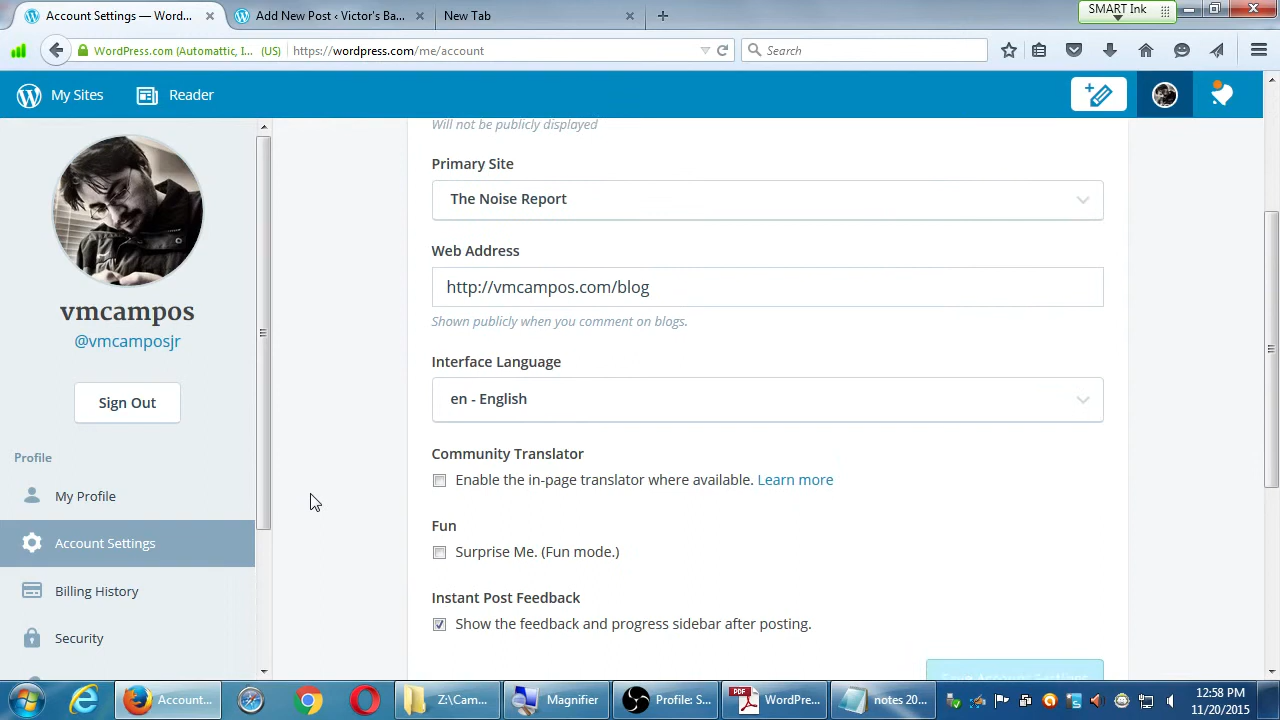 Account Settings — Wor...
Add New Post ‹ Victor's Ba...
New Tab
SMART Ink
WordPress.com (Automattic, I... (US)
https://wordpress.com/me/account
Search
My Sites
Reader
Will not be publicly displayed
Primary Site
The Noise Report
Web Address
http://vmcampos.com/blog
Shown publicly when you comment on blogs.
Interface Language
en - English
Community Translator
Enable the in-page translator where available. Learn more
Fun
Surprise Me. (Fun mode.)
Instant Post Feedback
Show the feedback and progress sidebar after posting.
Save Account Settings
vmcampos
@vmcamposjr
Sign Out
Profile
My Profile
Account Settings
Billing History
Security
Account...
Z:\Cam...
Magnifier
Profile: S...
PDF
WordPre...
notes 20...
12:58 PM
11/20/2015